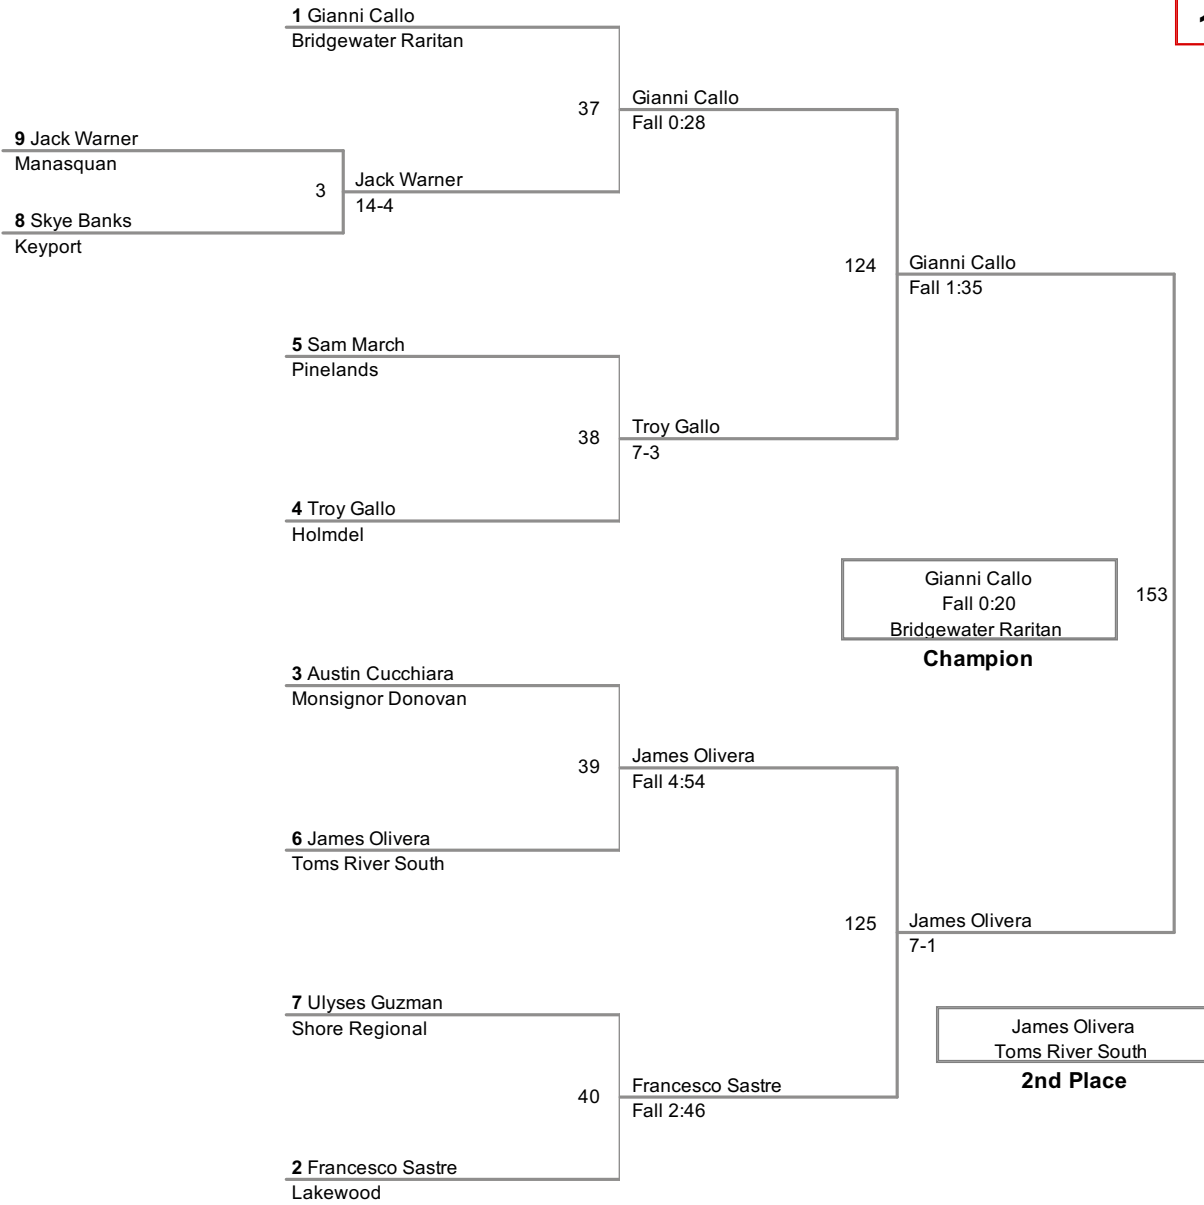 1 Gianni Callo
Bridgewater Raritan
37
Gianni Callo
Fall 0:28
9 Jack Warner
Manasquan
3
Jack Warner
14-4
8 Skye Banks
Keyport
124
Gianni Callo
Fall 1:35
5 Sam March
Pinelands
38
Troy Gallo
7-3
4 Troy Gallo
Holmdel
Gianni Callo
Fall 0:20
Bridgewater Raritan
Champion
153
3 Austin Cucchiara
Monsignor Donovan
39
James Olivera
Fall 4:54
6 James Olivera
Toms River South
125
James Olivera
7-1
7 Ulyses Guzman
Shore Regional
James Olivera
Toms River South
2nd Place
40
Francesco Sastre
Fall 2:46
2 Francesco Sastre
Lakewood